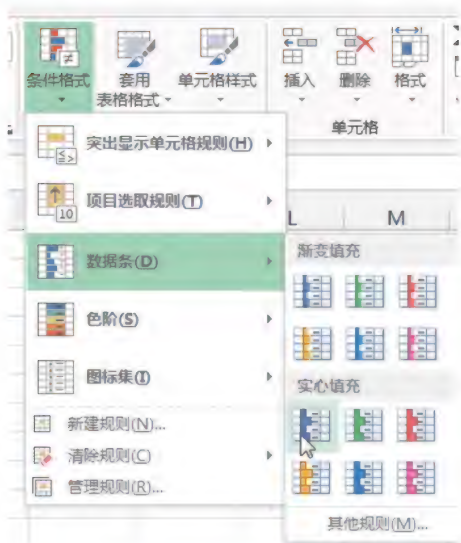 条件格式
套用
表格格式
单元格样式
插入
删除
格式
单元格
突出显示单元格规则(H)
项目选取规则(T)
10
L
M
数据条(D)
渐变填充
色阶(S)
图标集(I)
实心填充
新建规则(N)...
清除规则(C)
管理规则(R)...
其他规则(M)...